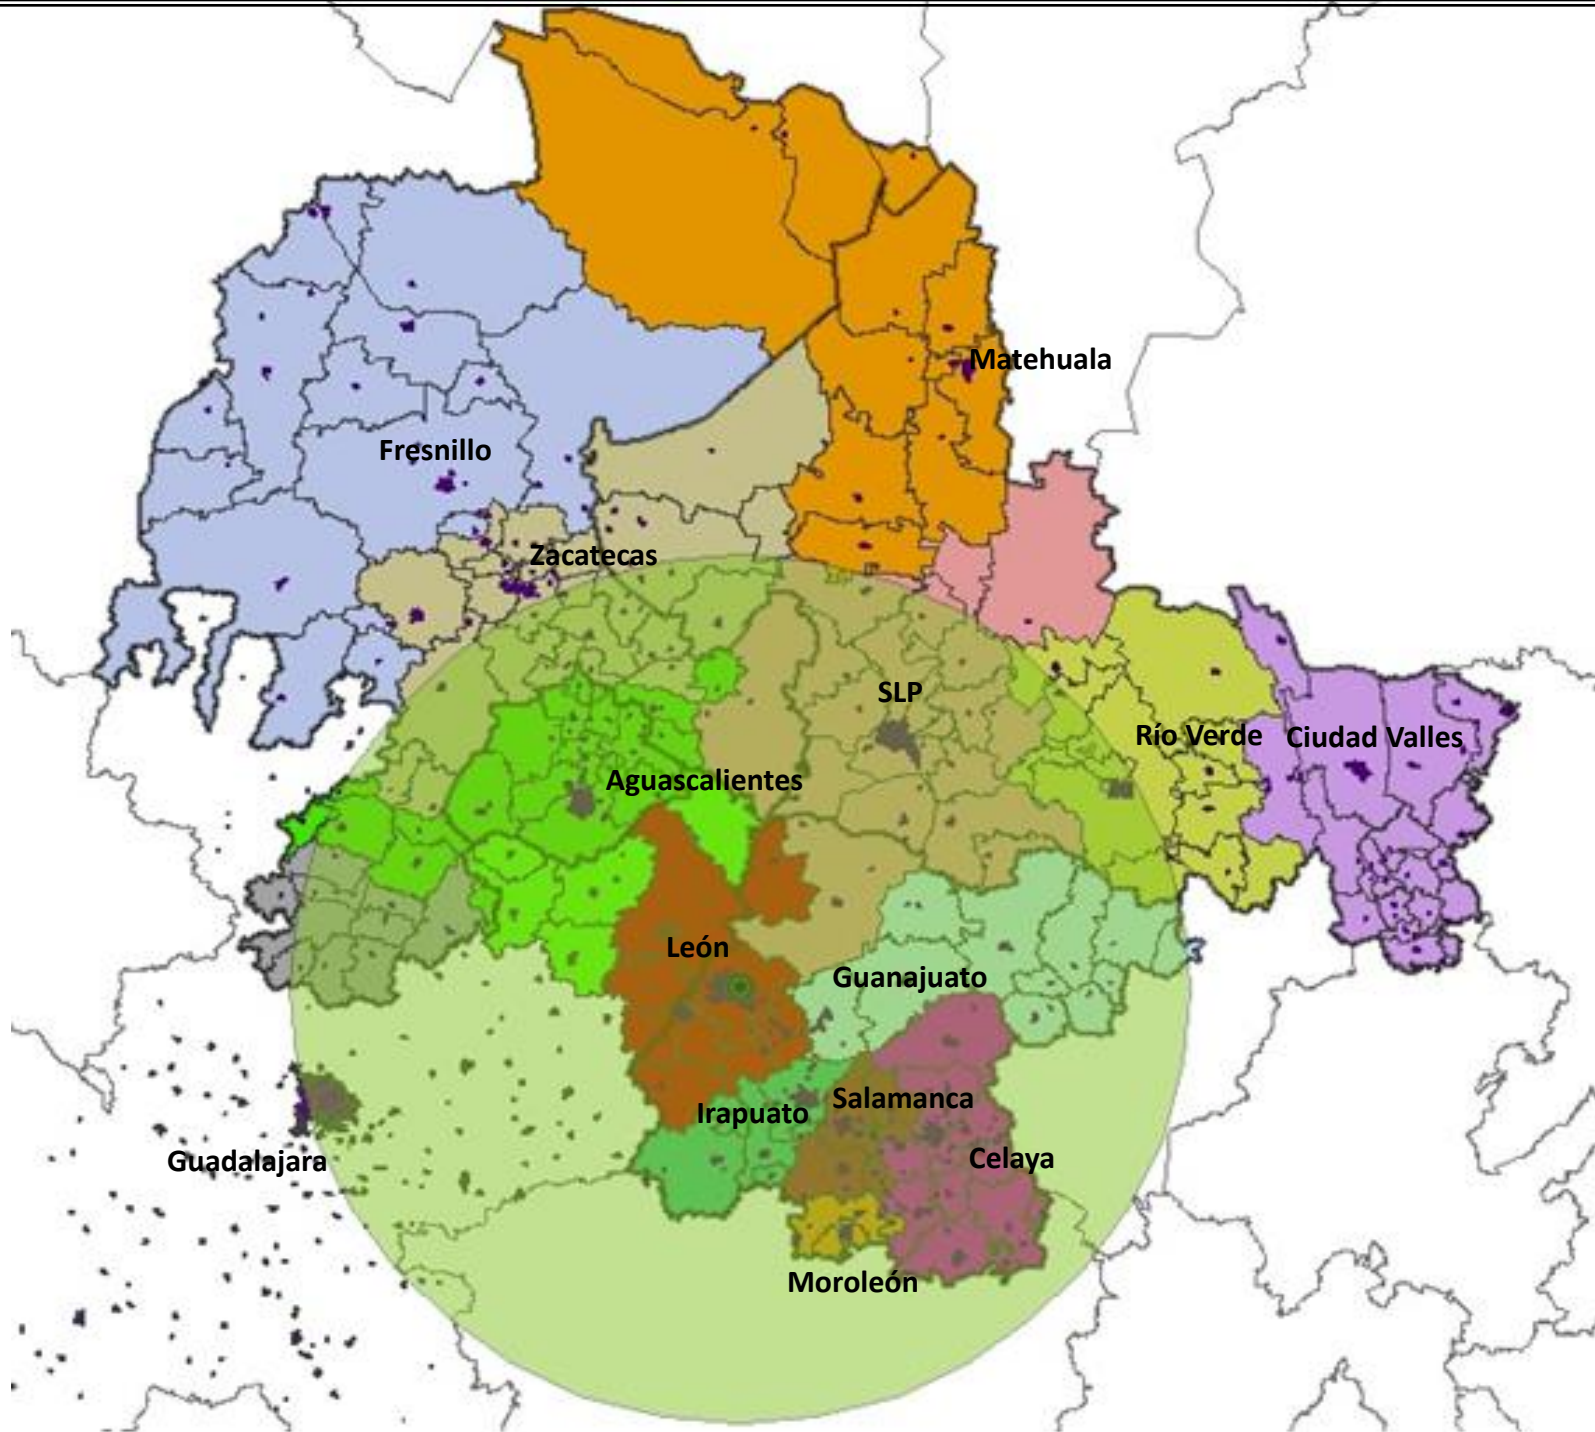 Matehuala
Fresnillo
Zacatecas
SLP
Río Verde
Ciudad Valles
Aguascalientes
León
Guanajuato
Salamanca
Irapuato
Guadalajara
Celaya
Moroleón